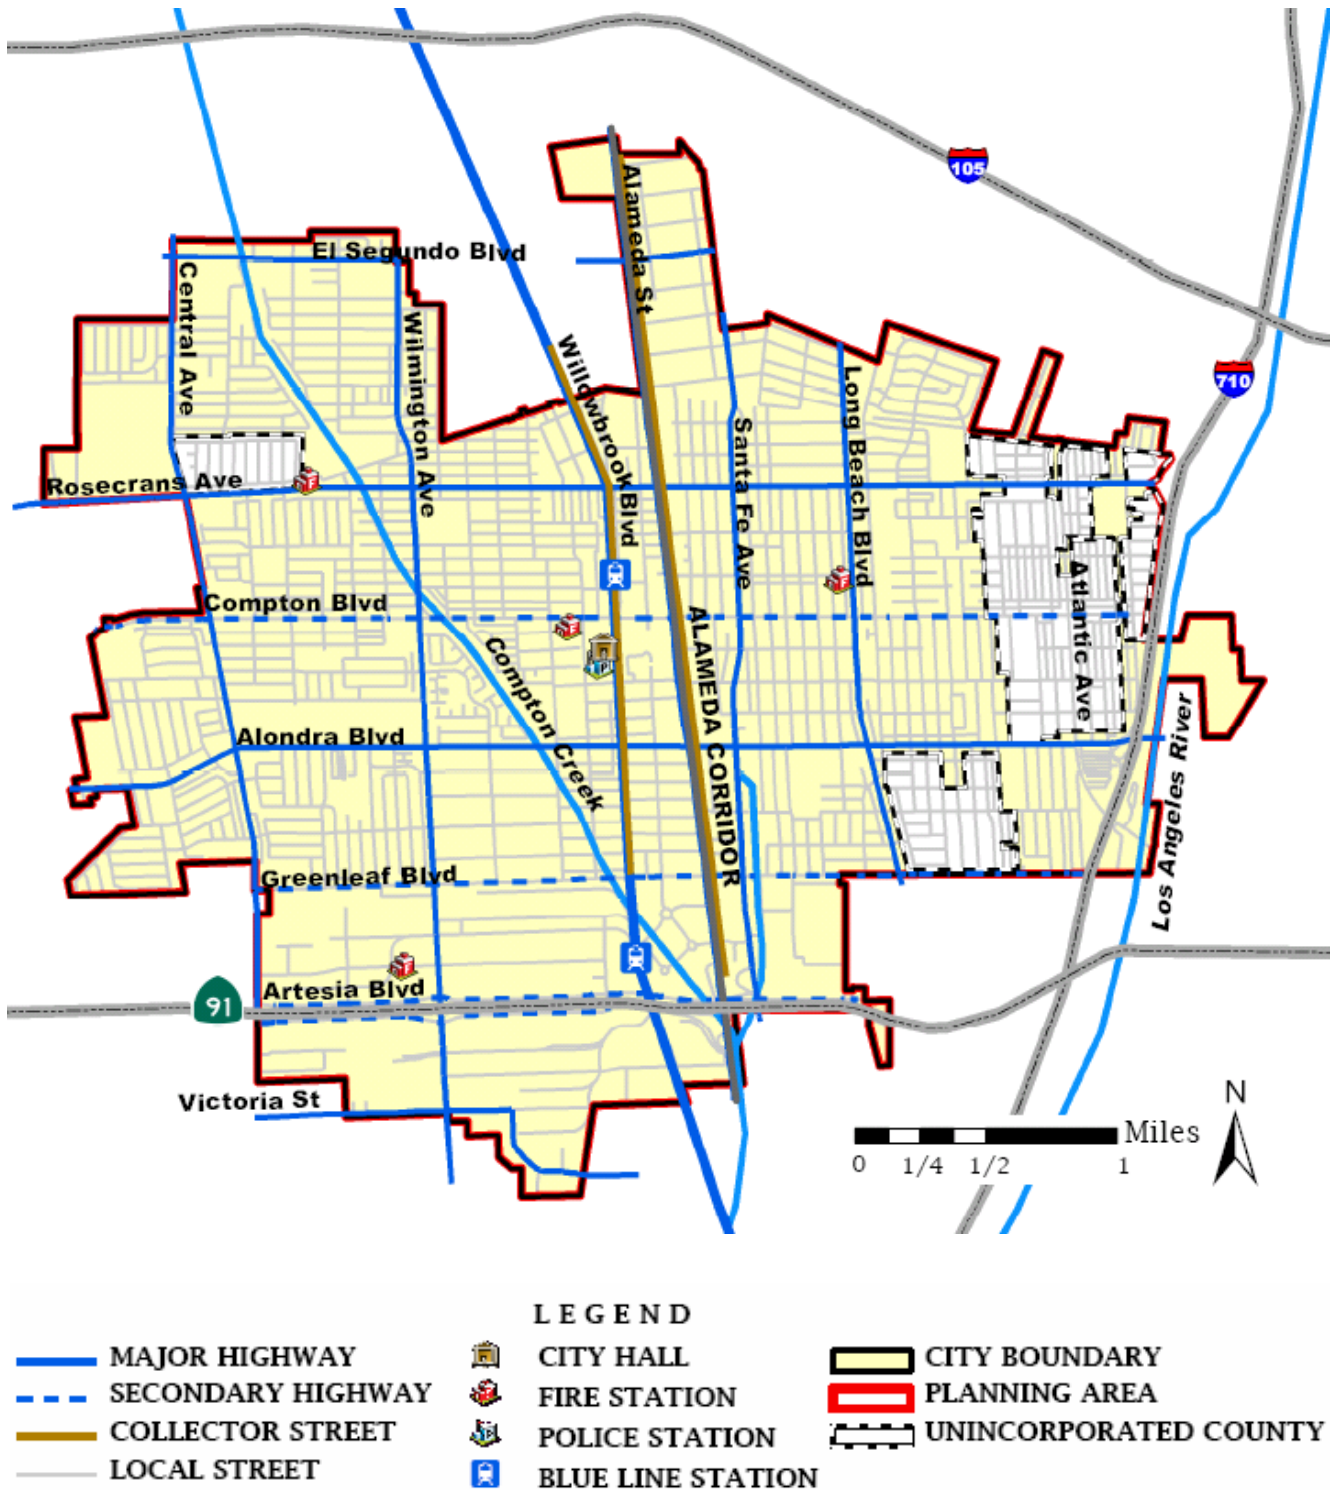 105
Alameda St
El Segundo Blvd
Central Ave
Wilmington Ave
Willowbrook Blvd
Long Beach Blvd
710
Santa Fe Ave
Rosecrans Ave
Compton Blvd
Atlantic Ave
ALAMEDA CORRIDOR
Compton Creek
Alondra Blvd
Los Angeles River
Greenleaf Blvd
Artesia Blvd
91
Victoria St
N
Miles
0 1/4 1/2 1
LEGEND
MAJOR HIGHWAY
SECONDARY HIGHWAY
COLLECTOR STREET
LOCAL STREET
CITY HALL
FIRE STATION
POLICE STATION
BLUE LINE STATION
CITY BOUNDARY
PLANNING AREA
UNINCORPORATED COUNTY